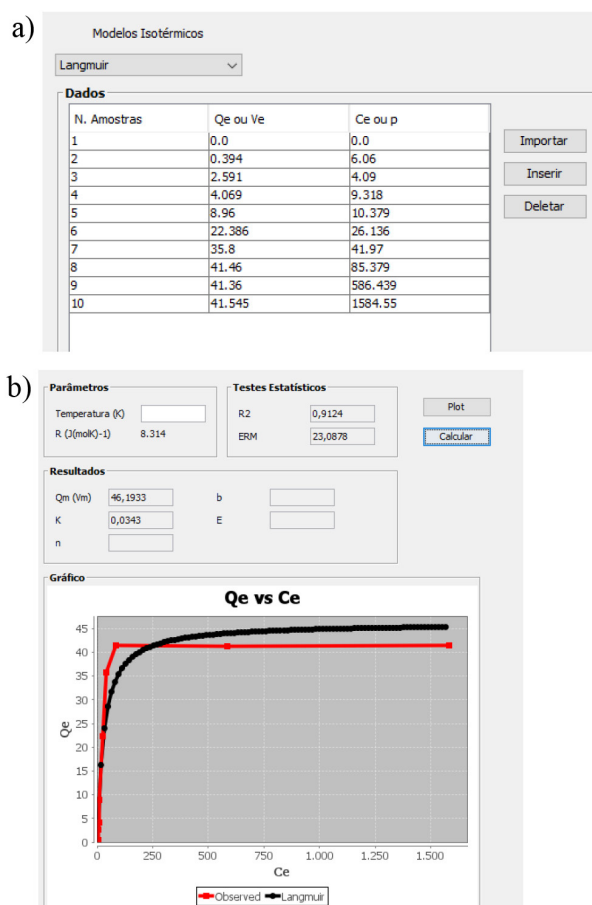 a)
Modelos Isotérmicos
Langmuir
Dados
N. Amostras Qe ou Ve Ce ou p
1 0.0 0.0
2 0.394 6.06
3 2.591 4.09
4 4.069 9.318
5 8.96 10.379
6 22.386 26.136
7 35.8 41.97
8 41.46 85.379
9 41.36 586.439
10 41.545 1584.55
Importar
Inserir
Deletar
b)
Parâmetros
Temperatura (K)
R (J(molK)-1) 8.314
Testes Estatísticos
R2 0,9124
ERM 23,0878
Plot
Calcular
Resultados
Qm (Vm) 46,1933 b
K 0,0343 E
n
Gráfico
Qe vs Ce
45
40
35
30
25
20
15
10
5
0
Qe
0 250 500 750 1.000 1.250 1.500
Ce
Observed Langmuir